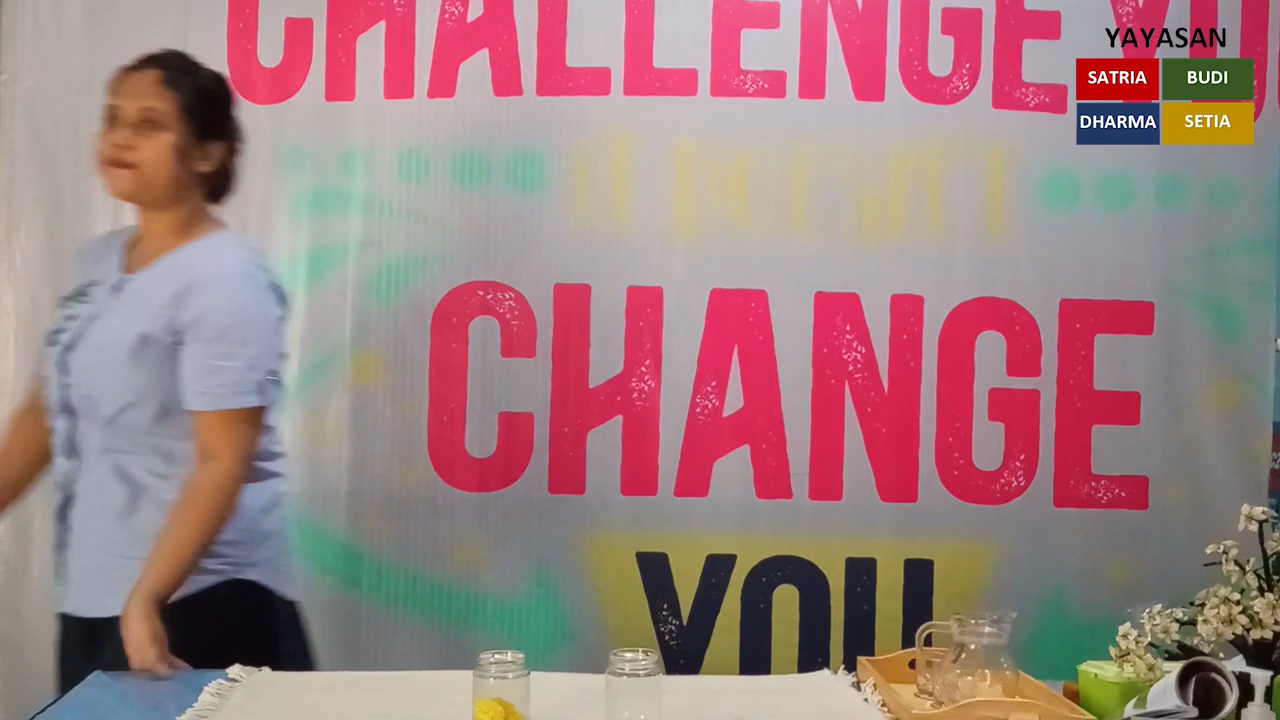 CHALLENGE YO
YAYASAN
SATRIA BUDI
DHARMA SETIA
CHANGE
YOU